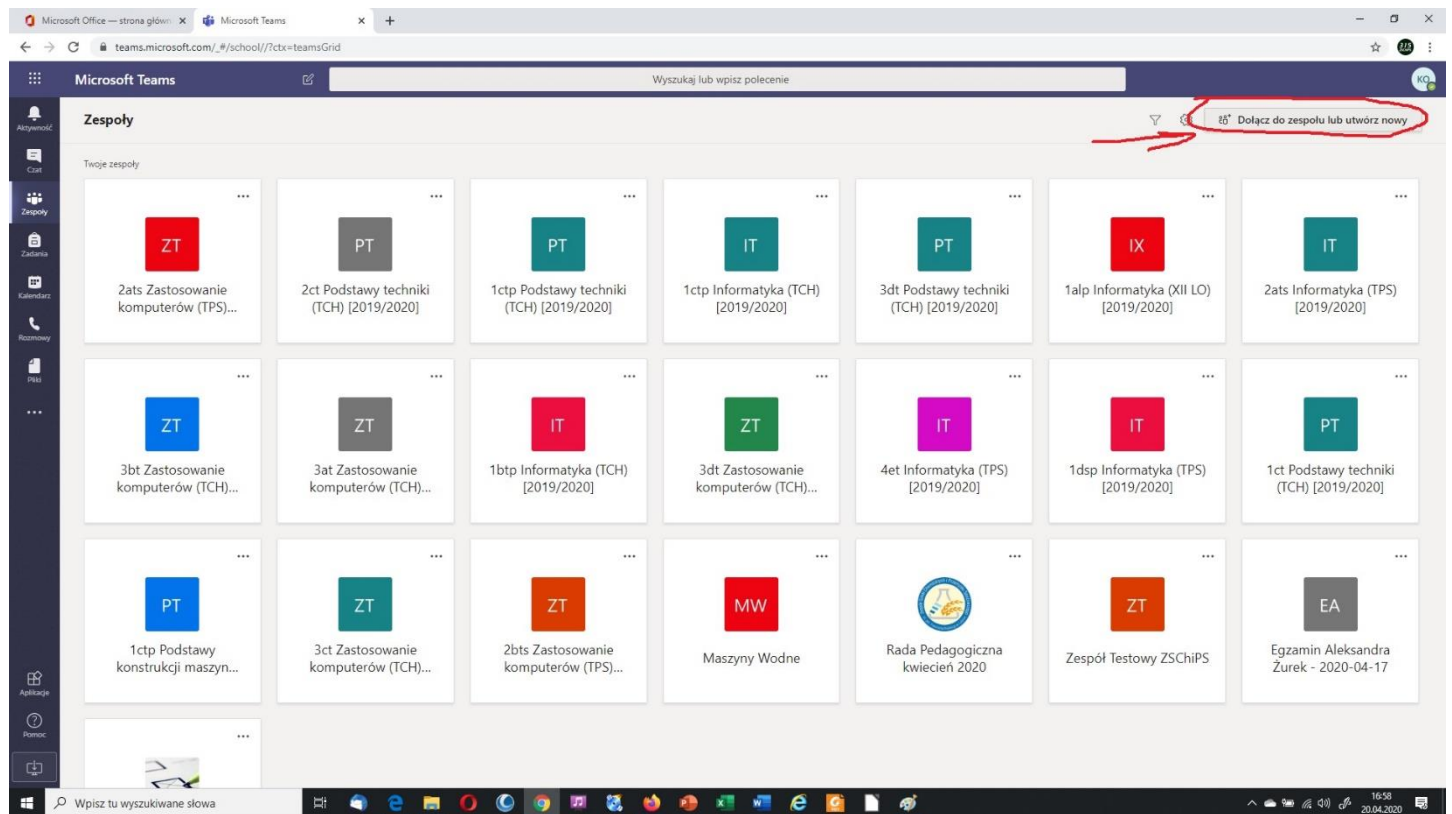 Microsoft Office — strona główn
Microsoft Teams
teams.microsoft.com/_#/school//?ctx=teamsGrid
Microsoft Teams
Wyszukaj lub wpisz polecenie
KO
Aktywność
Czat
Zespoły
Zadania
Kalendarz
Rozmowy
Pliki
Aplikacje
Pomoc
Zespoły
Dołącz do zespołu lub utwórz nowy
Twoje zespoły
ZT
2ats Zastosowanie
komputerów (TPS)...
PT
2ct Podstawy techniki
(TCH) [2019/2020]
PT
1ctp Podstawy techniki
(TCH) [2019/2020]
IT
1ctp Informatyka (TCH)
[2019/2020]
PT
3dt Podstawy techniki
(TCH) [2019/2020]
IX
1alp Informatyka (XII LO)
[2019/2020]
IT
2ats Informatyka (TPS)
[2019/2020]
ZT
3bt Zastosowanie
komputerów (TCH)...
ZT
3at Zastosowanie
komputerów (TCH)...
IT
1btp Informatyka (TCH)
[2019/2020]
ZT
3dt Zastosowanie
komputerów (TCH)...
IT
4et Informatyka (TPS)
[2019/2020]
IT
1dsp Informatyka (TPS)
[2019/2020]
PT
1ct Podstawy techniki
(TCH) [2019/2020]
PT
1ctp Podstawy
konstrukcji maszyn...
ZT
3ct Zastosowanie
komputerów (TCH)...
ZT
2bts Zastosowanie
komputerów (TPS)...
MW
Maszyny Wodne
Rada Pedagogiczna
kwiecień 2020
ZT
Zespół Testowy ZSChiPS
EA
Egzamin Aleksandra
Żurek - 2020-04-17
Wpisz tu wyszukiwane słowa
16:58
20.04.2020